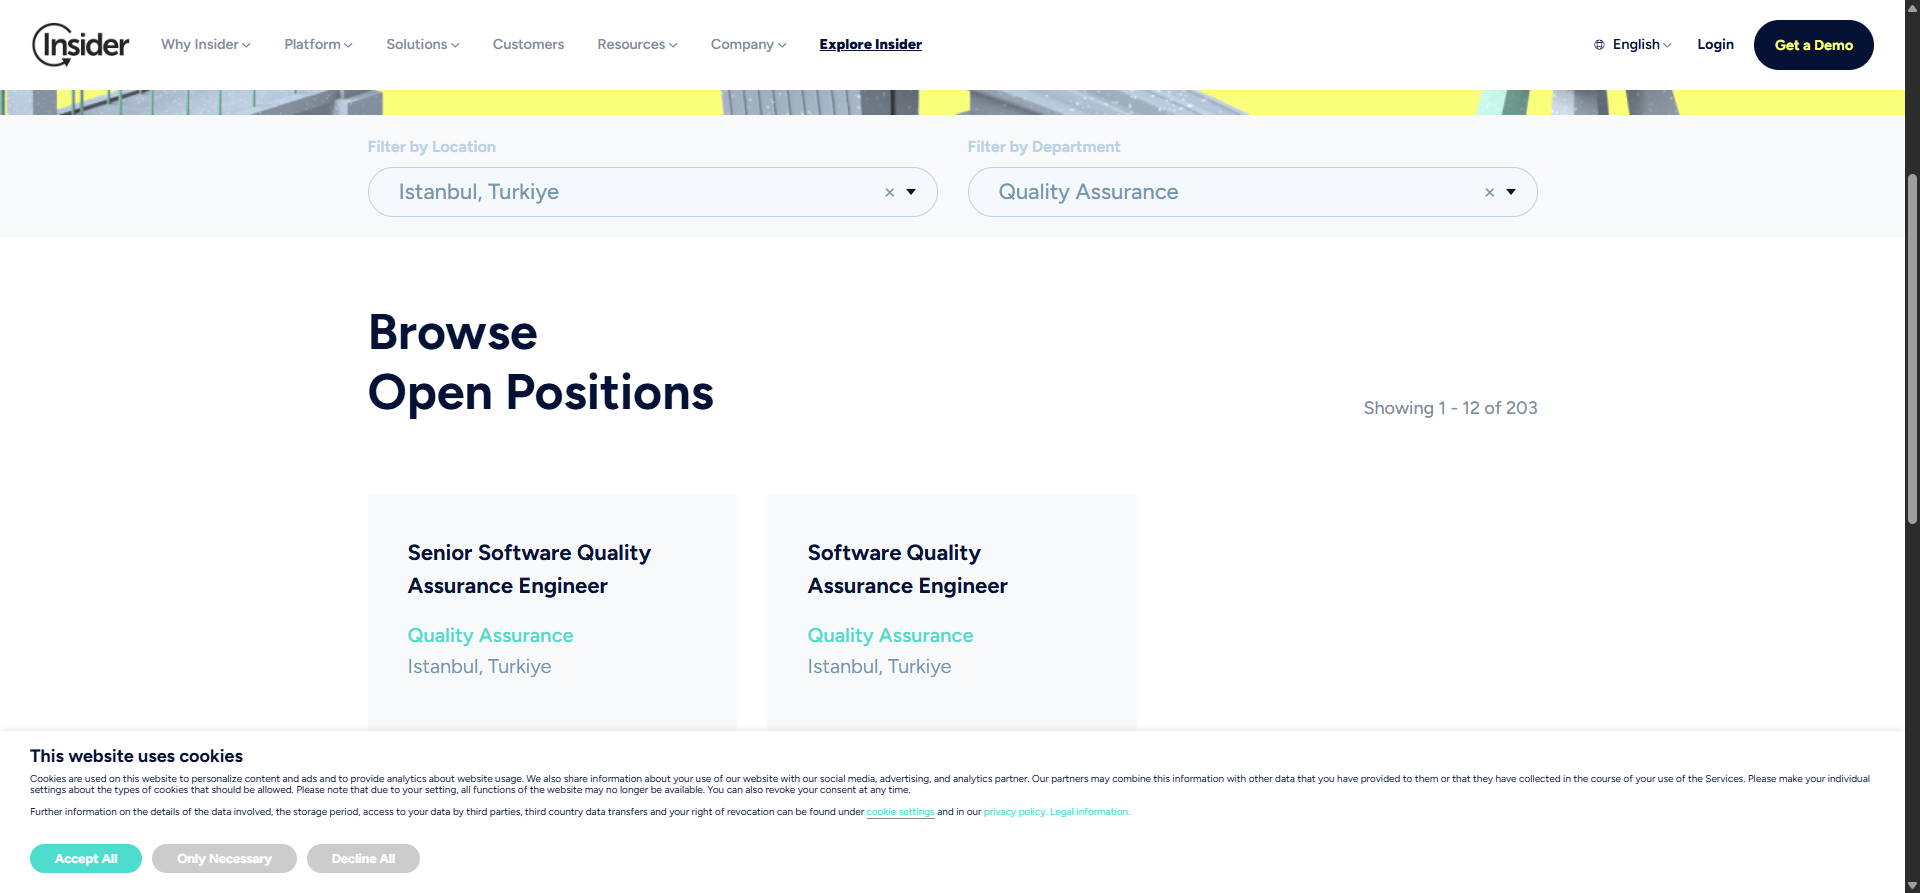 Insider
Why Insider
Platform
Solutions
Customers
Resources
Company
Explore Insider
English
Login
Get a Demo
Filter by Location
Filter by Department
Istanbul, Turkiye
×
Quality Assurance
×
Browse
Open Positions
Showing 1 - 12 of 203
Senior Software Quality
Assurance Engineer
Quality Assurance
Istanbul, Turkiye
Software Quality
Assurance Engineer
Quality Assurance
Istanbul, Turkiye
This website uses cookies
Cookies are used on this website to personalize content and ads and to provide analytics about website usage. We also share information about your use of our website with our social media, advertising, and analytics partner. Our partners may combine this information with other data that you have provided to them or that they have collected in the course of your use of the Services. Please make your individual
settings about the types of cookies that should be allowed. Please note that due to your setting, all functions of the website may no longer be available. You can also revoke your consent at any time.
Further information on the details of the data involved, the storage period, access to your data by third parties, third country data transfers and your right of revocation can be found under cookie settings and in our privacy policy. Legal information.
Accept All
Only Necessary
Decline All